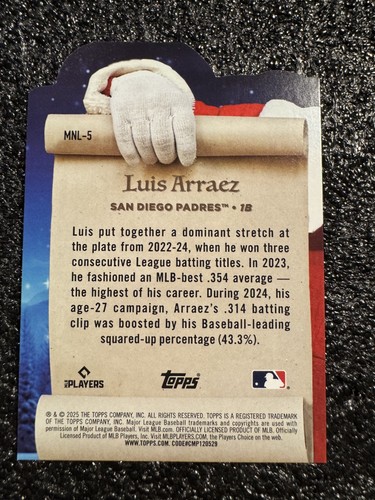 MNL-5
Luis Arraez
SAN DIEGO PADRES™ • 1B
Luis put together a dominant stretch at
the plate from 2022-24, when he won three
consecutive League batting titles. In 2023,
he fashioned an MLB-best .354 average —
the highest of his career. During 2024, his
age-27 campaign, Arraez's .314 batting
clip was boosted by his Baseball-leading
squared-up percentage (43.3%).
MLB PLAYERS
Topps
® & © 2025 THE TOPPS COMPANY, INC. ALL RIGHTS RESERVED. TOPPS IS A REGISTERED TRADEMARK
OF THE TOPPS COMPANY, INC. Major League Baseball trademarks and copyrights are used with
permission of Major League Baseball. Visit MLB.com. OFFICIALLY LICENSED PRODUCT OF MLB. Officially
Licensed Product of MLB Players, Inc. Visit MLBPLAYERS.COM, the Players Choice on the web.
WWW.TOPPS.COM. CODE#CMP120529